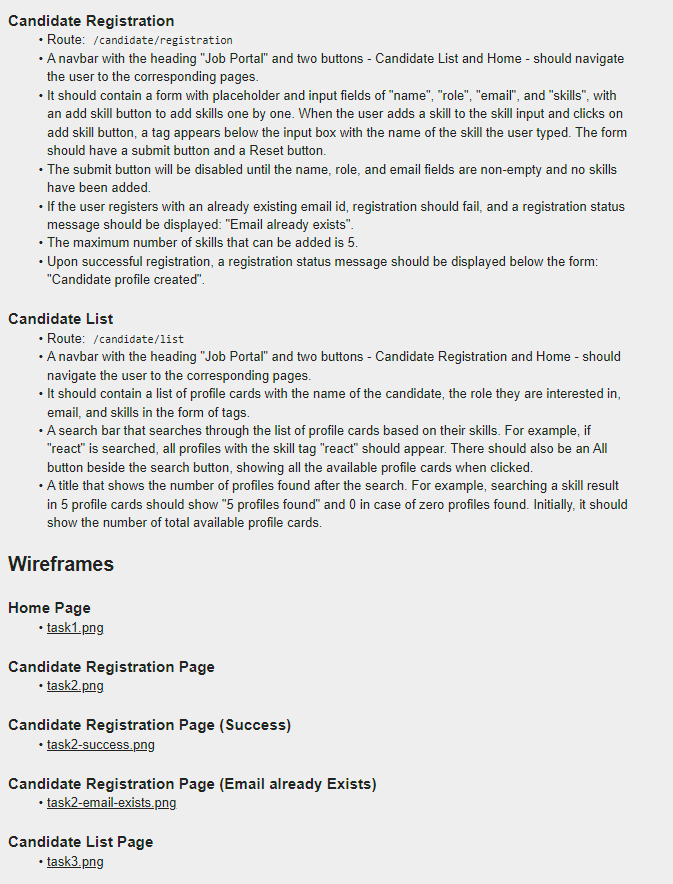 Candidate Registration
• Route: /candidate/registration
• A navbar with the heading "Job Portal" and two buttons - Candidate List and Home - should navigate
the user to the corresponding pages.
• It should contain a form with placeholder and input fields of "name", "role", "email", and "skills", with
an add skill button to add skills one by one. When the user adds a skill to the skill input and clicks on
add skill button, a tag appears below the input box with the name of the skill the user typed. The form
should have a submit button and a Reset button.
• The submit button will be disabled until the name, role, and email fields are non-empty and no skills
have been added.
• If the user registers with an already existing email id, registration should fail, and a registration status
message should be displayed: "Email already exists".
• The maximum number of skills that can be added is 5.
• Upon successful registration, a registration status message should be displayed below the form:
"Candidate profile created".
Candidate List
• Route: /candidate/list
• A navbar with the heading "Job Portal" and two buttons - Candidate Registration and Home - should
navigate the user to the corresponding pages.
• It should contain a list of profile cards with the name of the candidate, the role they are interested in,
email, and skills in the form of tags.
• A search bar that searches through the list of profile cards based on their skills. For example, if
"react" is searched, all profiles with the skill tag "react" should appear. There should also be an All
button beside the search button, showing all the available profile cards when clicked.
• A title that shows the number of profiles found after the search. For example, searching a skill result
in 5 profile cards should show "5 profiles found" and 0 in case of zero profiles found. Initially, it should
show the number of total available profile cards.
Wireframes
Home Page
• task1.png
Candidate Registration Page
• task2.png
Candidate Registration Page (Success)
• task2-success.png
Candidate Registration Page (Email already Exists)
• task2-email-exists.png
Candidate List Page
• task3.png